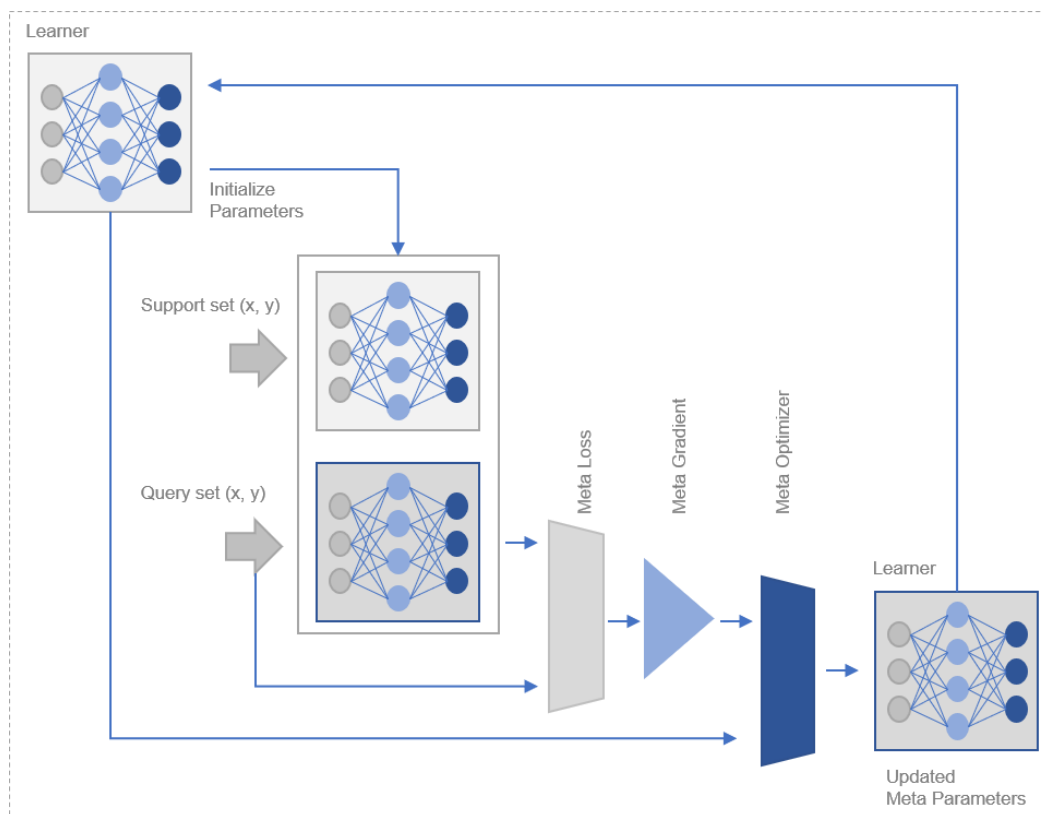 Learner
Initialize
Parameters
Support set (x, y)
Query set (x, y)
Meta Loss
Meta Gradient
Meta Optimizer
Learner
Updated
Meta Parameters